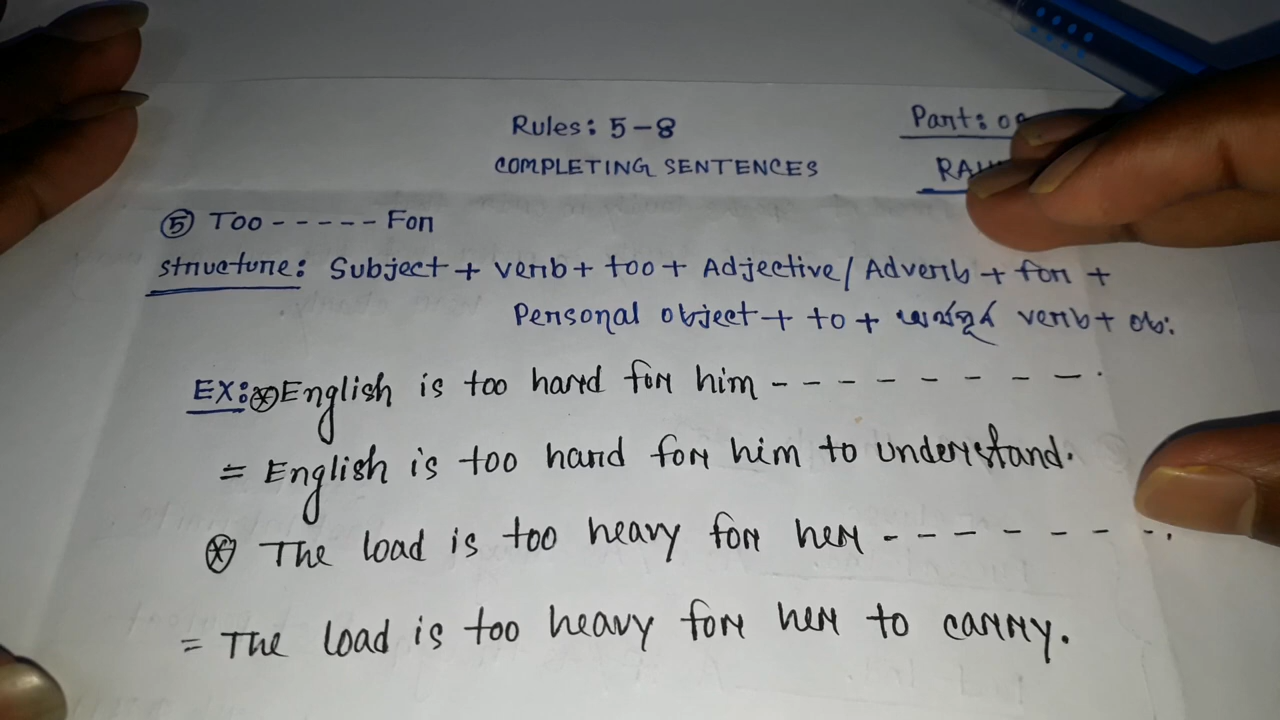 Rules: 5-8
Part: 0
COMPLETING SENTENCES
RA
⑤ TOO ----- For
structure: Subject + verb + too + Adjective/Adverb + for +
Personal object + to + verb + ob:
EX: ⊛ English is too hard for him - - - - - - - - - .
= English is too hard for him to understand.
⊛ The load is too heavy for her - - - - - - - .
= The load is too heavy for her to carry.